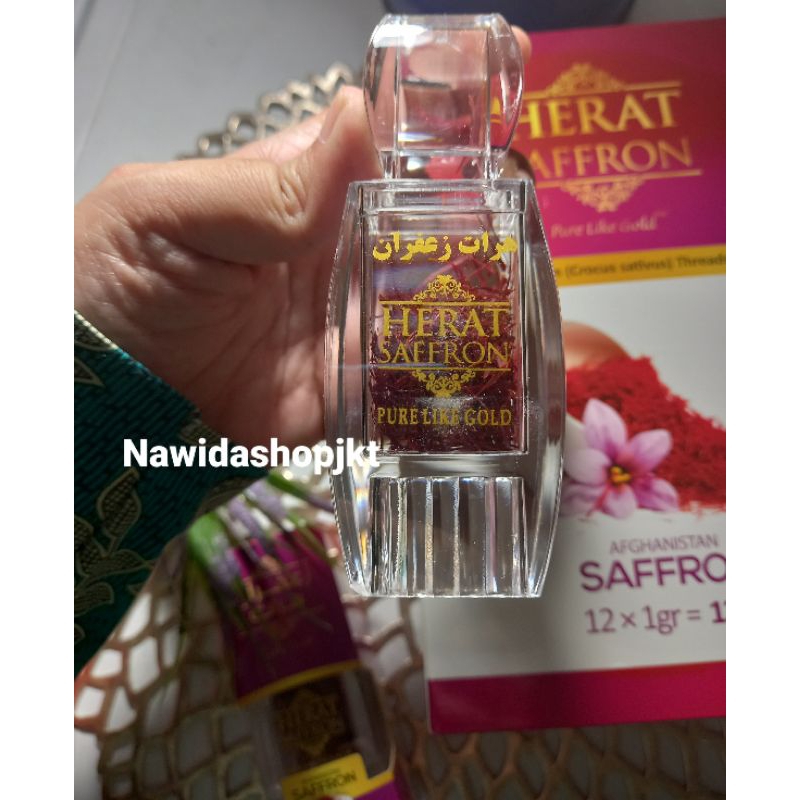 HERAT
SAFFRON
Pure Like Gold
(Crocus sativus) Threads
هرات زعفران
HERAT
SAFFRON
PURE LIKE GOLD
Nawidashopjkt
AFGHANISTAN
SAFFRO
12 × 1gr = 1
SAFFRON